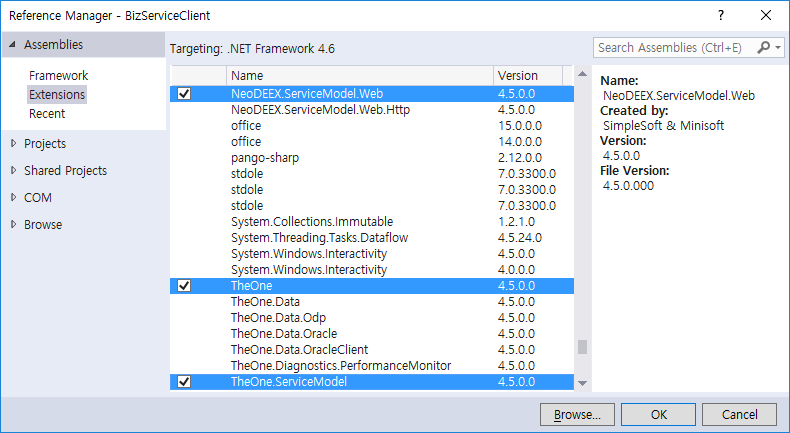 Reference Manager - BizServiceClient
? ×
Assemblies
Framework
Extensions
Recent
Projects
Shared Projects
COM
Browse
Targeting: .NET Framework 4.6
Search Assemblies (Ctrl+E)
Name Version
NeoDEEX.ServiceModel.Web 4.5.0.0
NeoDEEX.ServiceModel.Web.Http 4.5.0.0
office 15.0.0.0
office 14.0.0.0
pango-sharp 2.12.0.0
stdole 7.0.3300.0
stdole 7.0.3300.0
stdole 7.0.3300.0
System.Collections.Immutable 1.2.1.0
System.Threading.Tasks.Dataflow 4.5.24.0
System.Windows.Interactivity 4.5.0.0
System.Windows.Interactivity 4.0.0.0
TheOne 4.5.0.0
TheOne.Data 4.5.0.0
TheOne.Data.Odp 4.5.0.0
TheOne.Data.Oracle 4.5.0.0
TheOne.Data.OracleClient 4.5.0.0
TheOne.Diagnostics.PerformanceMonitor 4.5.0.0
TheOne.ServiceModel 4.5.0.0
Name:
NeoDEEX.ServiceModel.Web
Created by:
SimpleSoft & Minisoft
Version:
4.5.0.0
File Version:
4.5.0.000
Browse... OK Cancel